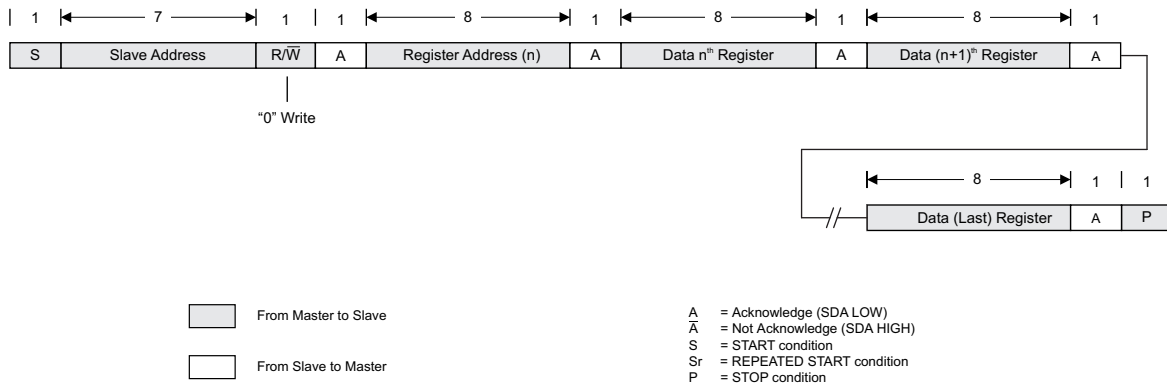 1 7 1 1 8 1 8 1 8 1
S Slave Address R/W̅ A Register Address (n) A Data nth Register A Data (n+1)th Register A
“0” Write
8 1 1
Data (Last) Register A P
From Master to Slave
From Slave to Master
A = Acknowledge (SDA LOW)
A̅ = Not Acknowledge (SDA HIGH)
S = START condition
Sr = REPEATED START condition
P = STOP condition